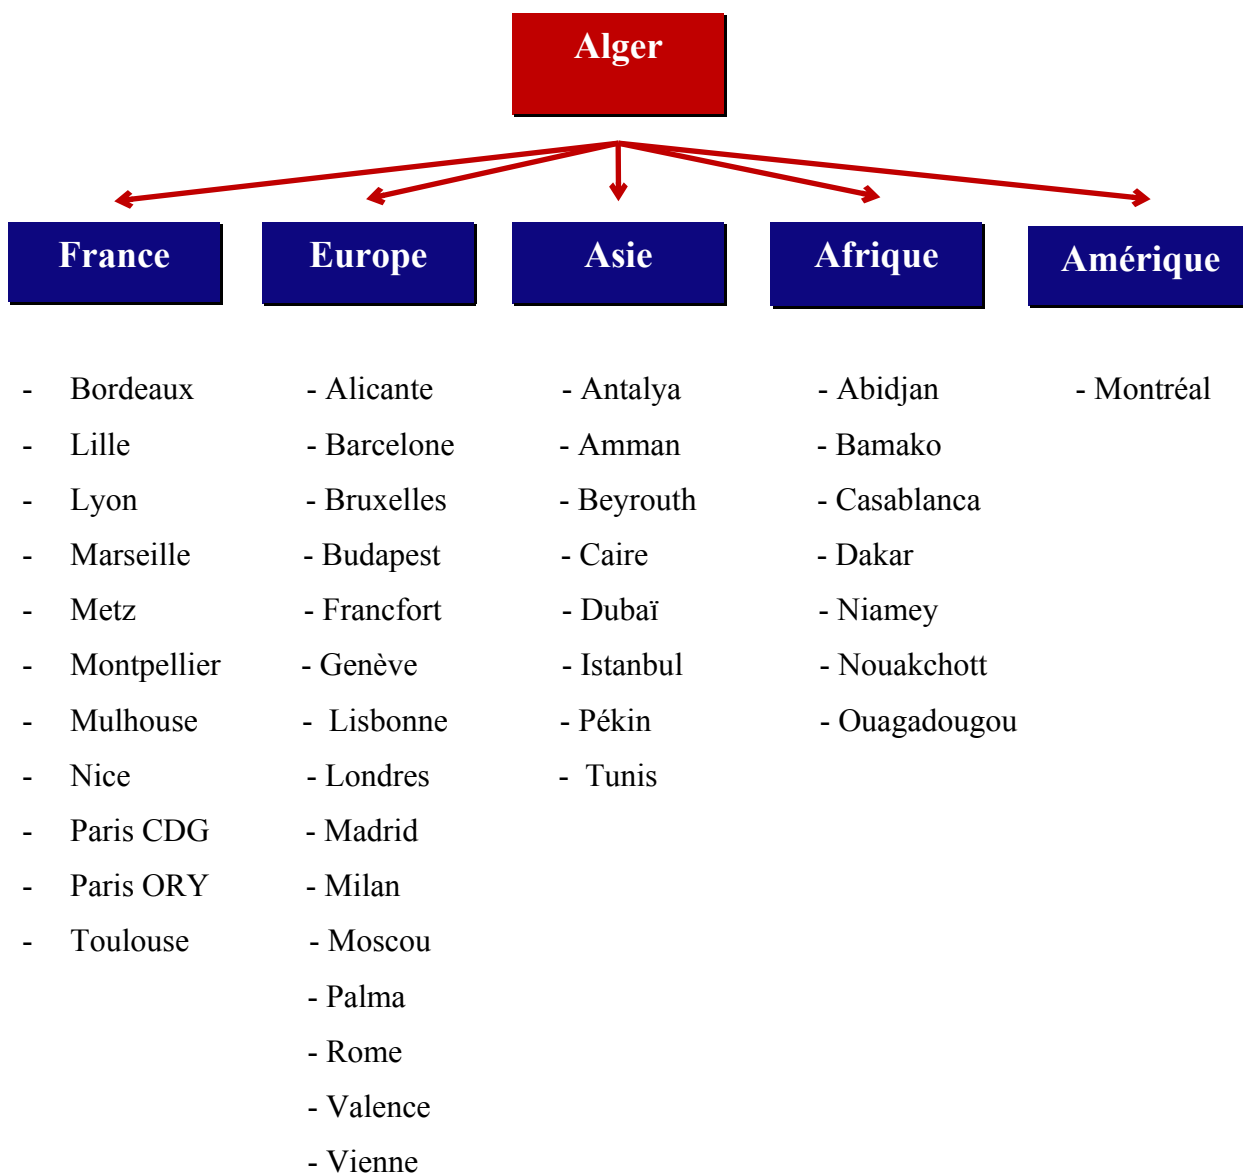 Alger
France
Europe
Asie
Afrique
Amérique
- Bordeaux
- Lille
- Lyon
- Marseille
- Metz
- Montpellier
- Mulhouse
- Nice
- Paris CDG
- Paris ORY
- Toulouse
- Alicante
- Barcelone
- Bruxelles
- Budapest
- Francfort
- Genève
- Lisbonne
- Londres
- Madrid
- Milan
- Moscou
- Palma
- Rome
- Valence
- Vienne
- Antalya
- Amman
- Beyrouth
- Caire
- Dubaï
- Istanbul
- Pékin
- Tunis
- Abidjan
- Bamako
- Casablanca
- Dakar
- Niamey
- Nouakchott
- Ouagadougou
- Montréal